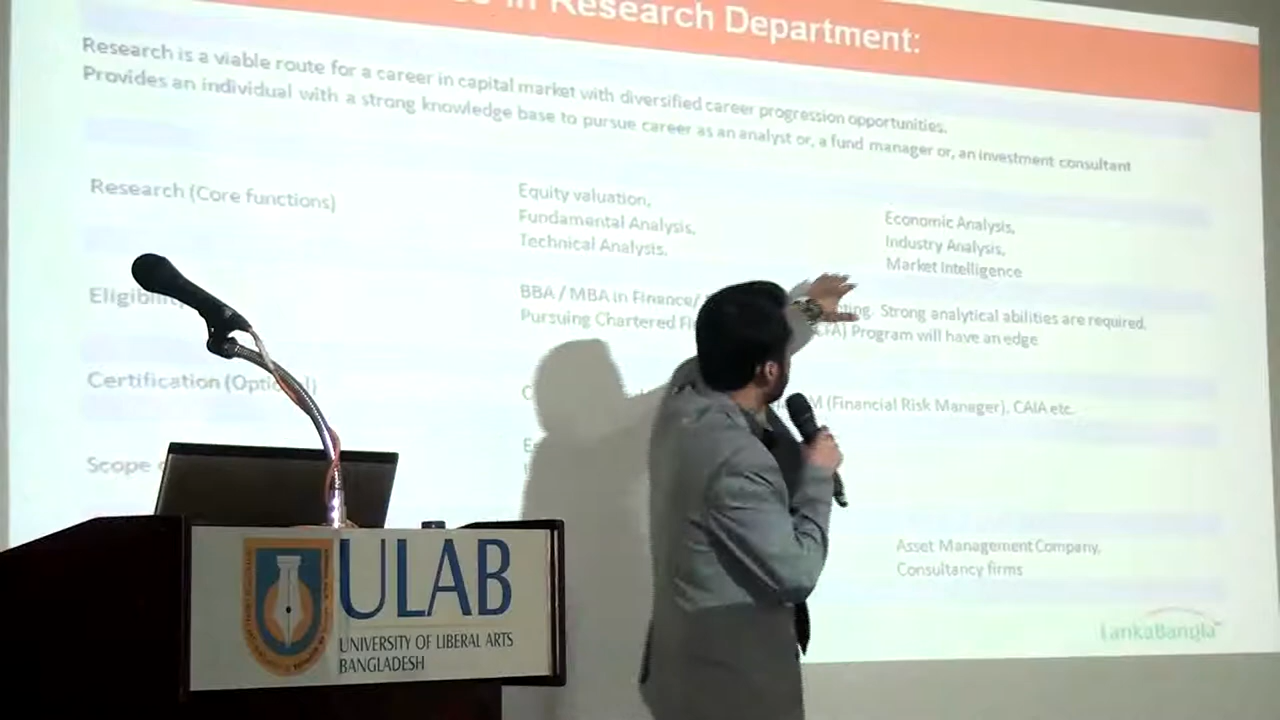 in Research Department:
Research is a viable route for a career in capital market with diversified career progression opportunities.
Provides an individual with a strong knowledge base to pursue career as an analyst or, a fund manager or, an investment consultant
Research (Core functions)
Equity valuation,
Fundamental Analysis,
Technical Analysis.
Economic Analysis,
Industry Analysis,
Market Intelligence
Eligibility
BBA / MBA in Finance/ Strong analytical abilities are required.
Pursuing Chartered Program will have an edge
Certification (Optional)
(Financial Risk Manager), CAIA etc.
Scope
Asset Management Company,
Consultancy firms
LankaBangla
ULAB
UNIVERSITY OF LIBERAL ARTS
BANGLADESH